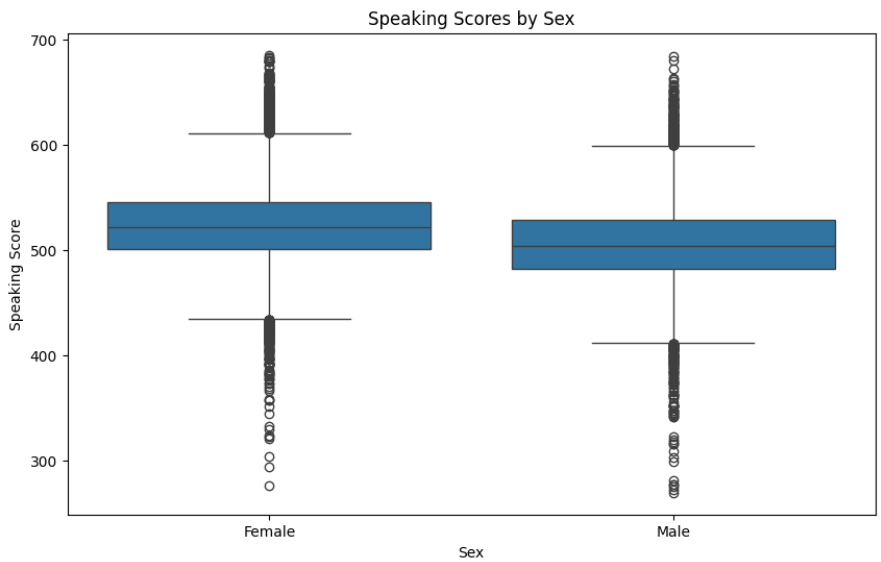 Speaking Scores by Sex
700
600
500
400
300
Speaking Score
Female
Male
Sex